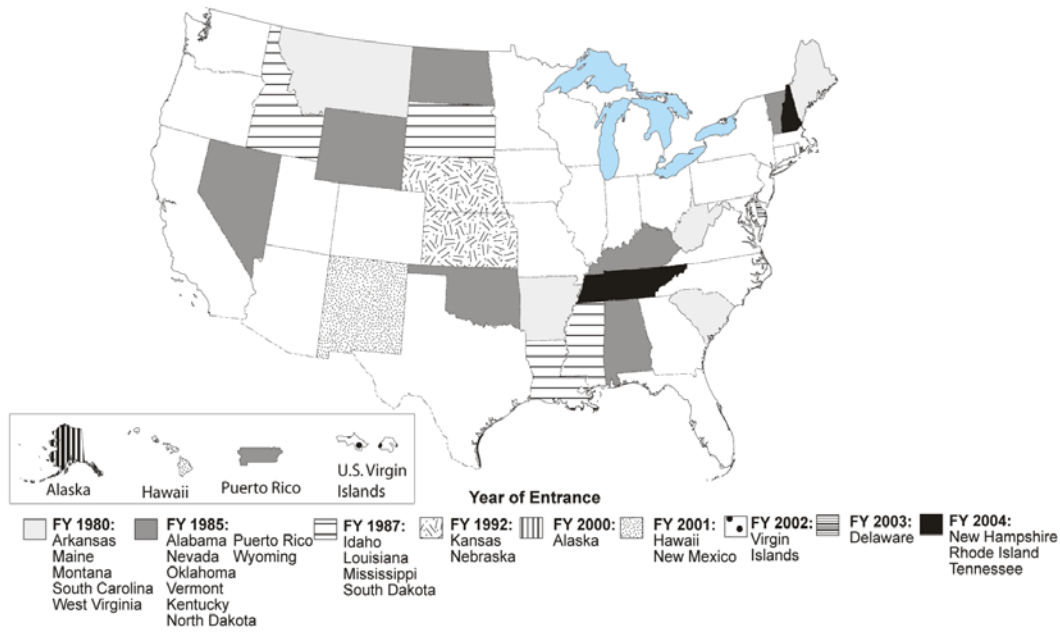 Alaska
Hawaii
Puerto Rico
U.S. Virgin
Islands
Year of Entrance
FY 1980:
Arkansas
Maine
Montana
South Carolina
West Virginia
FY 1985:
Alabama
Nevada
Oklahoma
Vermont
Kentucky
North Dakota
Puerto Rico
Wyoming
FY 1987:
Idaho
Louisiana
Mississippi
South Dakota
FY 1992:
Kansas
Nebraska
FY 2000:
Alaska
FY 2001:
Hawaii
New Mexico
FY 2002:
Virgin
Islands
FY 2003:
Delaware
FY 2004:
New Hampshire
Rhode Island
Tennessee